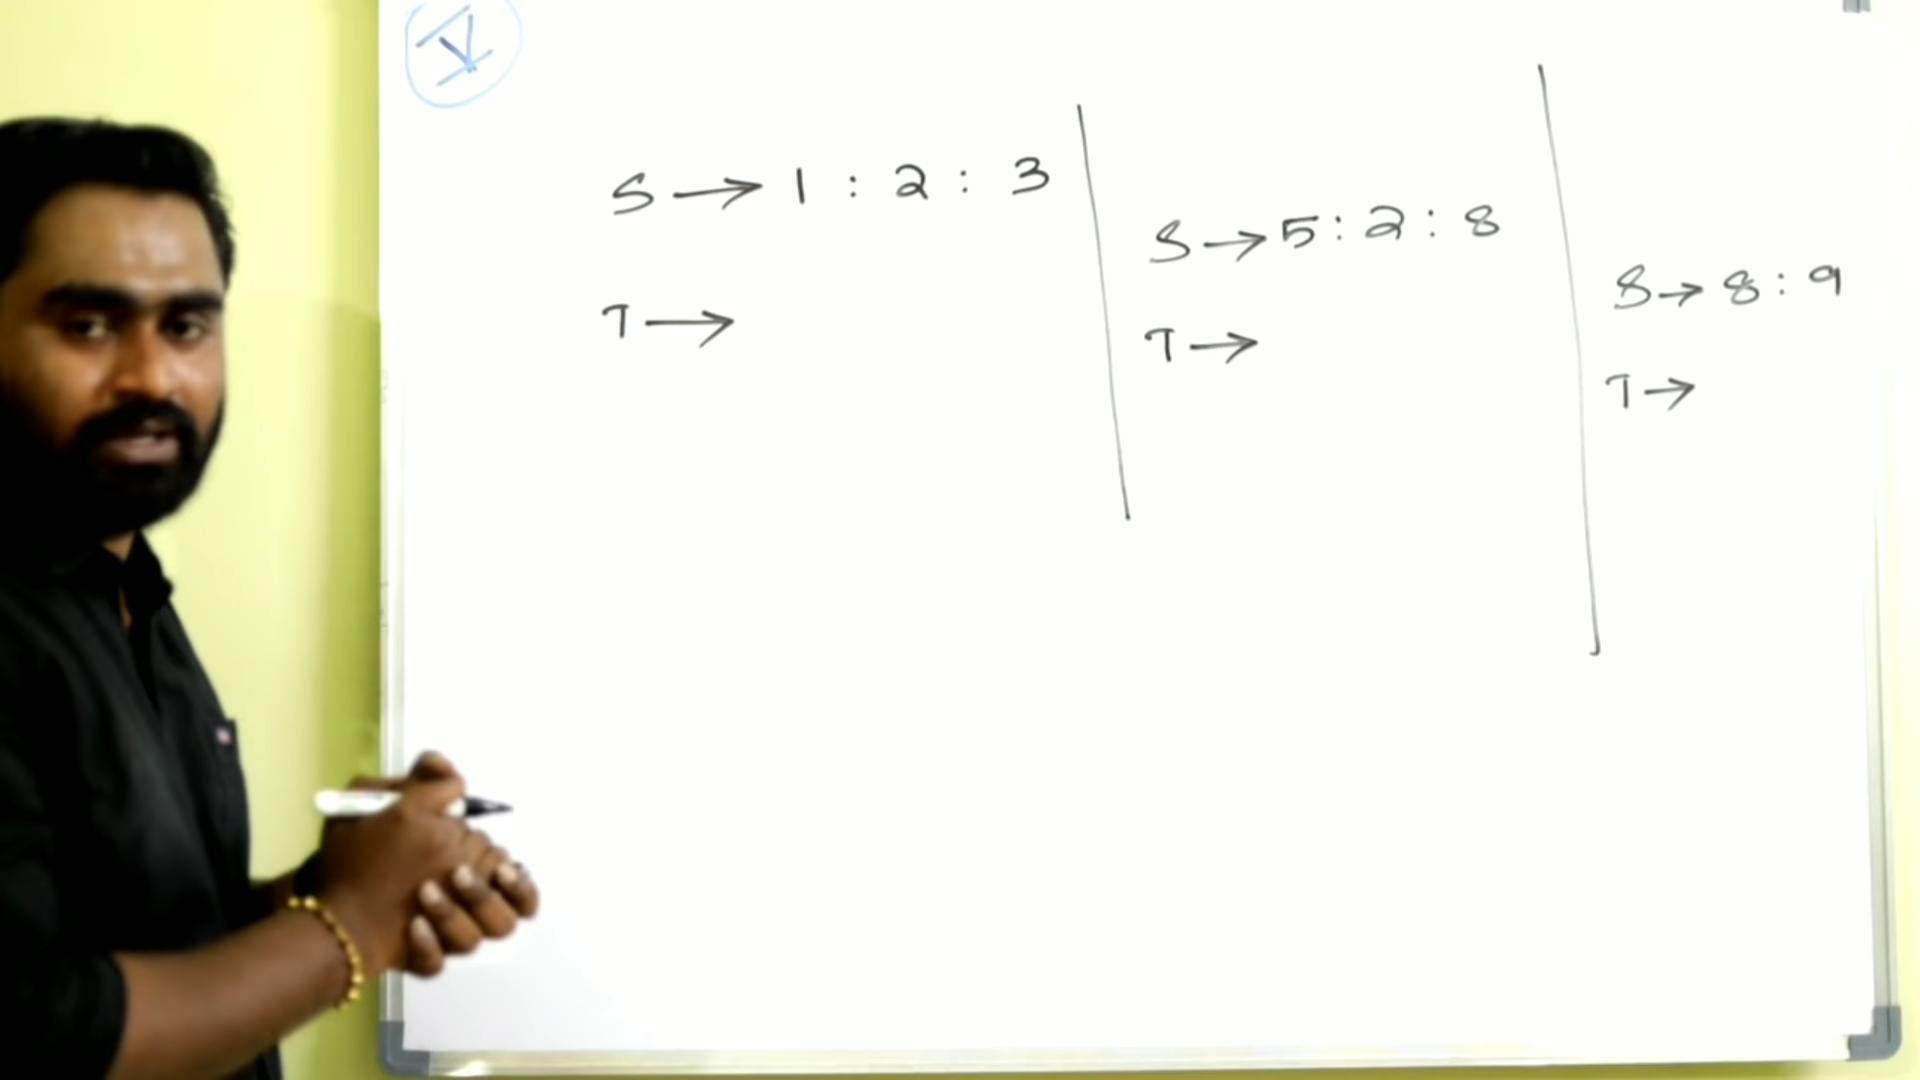 V
S → 1 : 2 : 3
T →
S → 5 : 2 : 8
T →
S → 8 : 9
T →